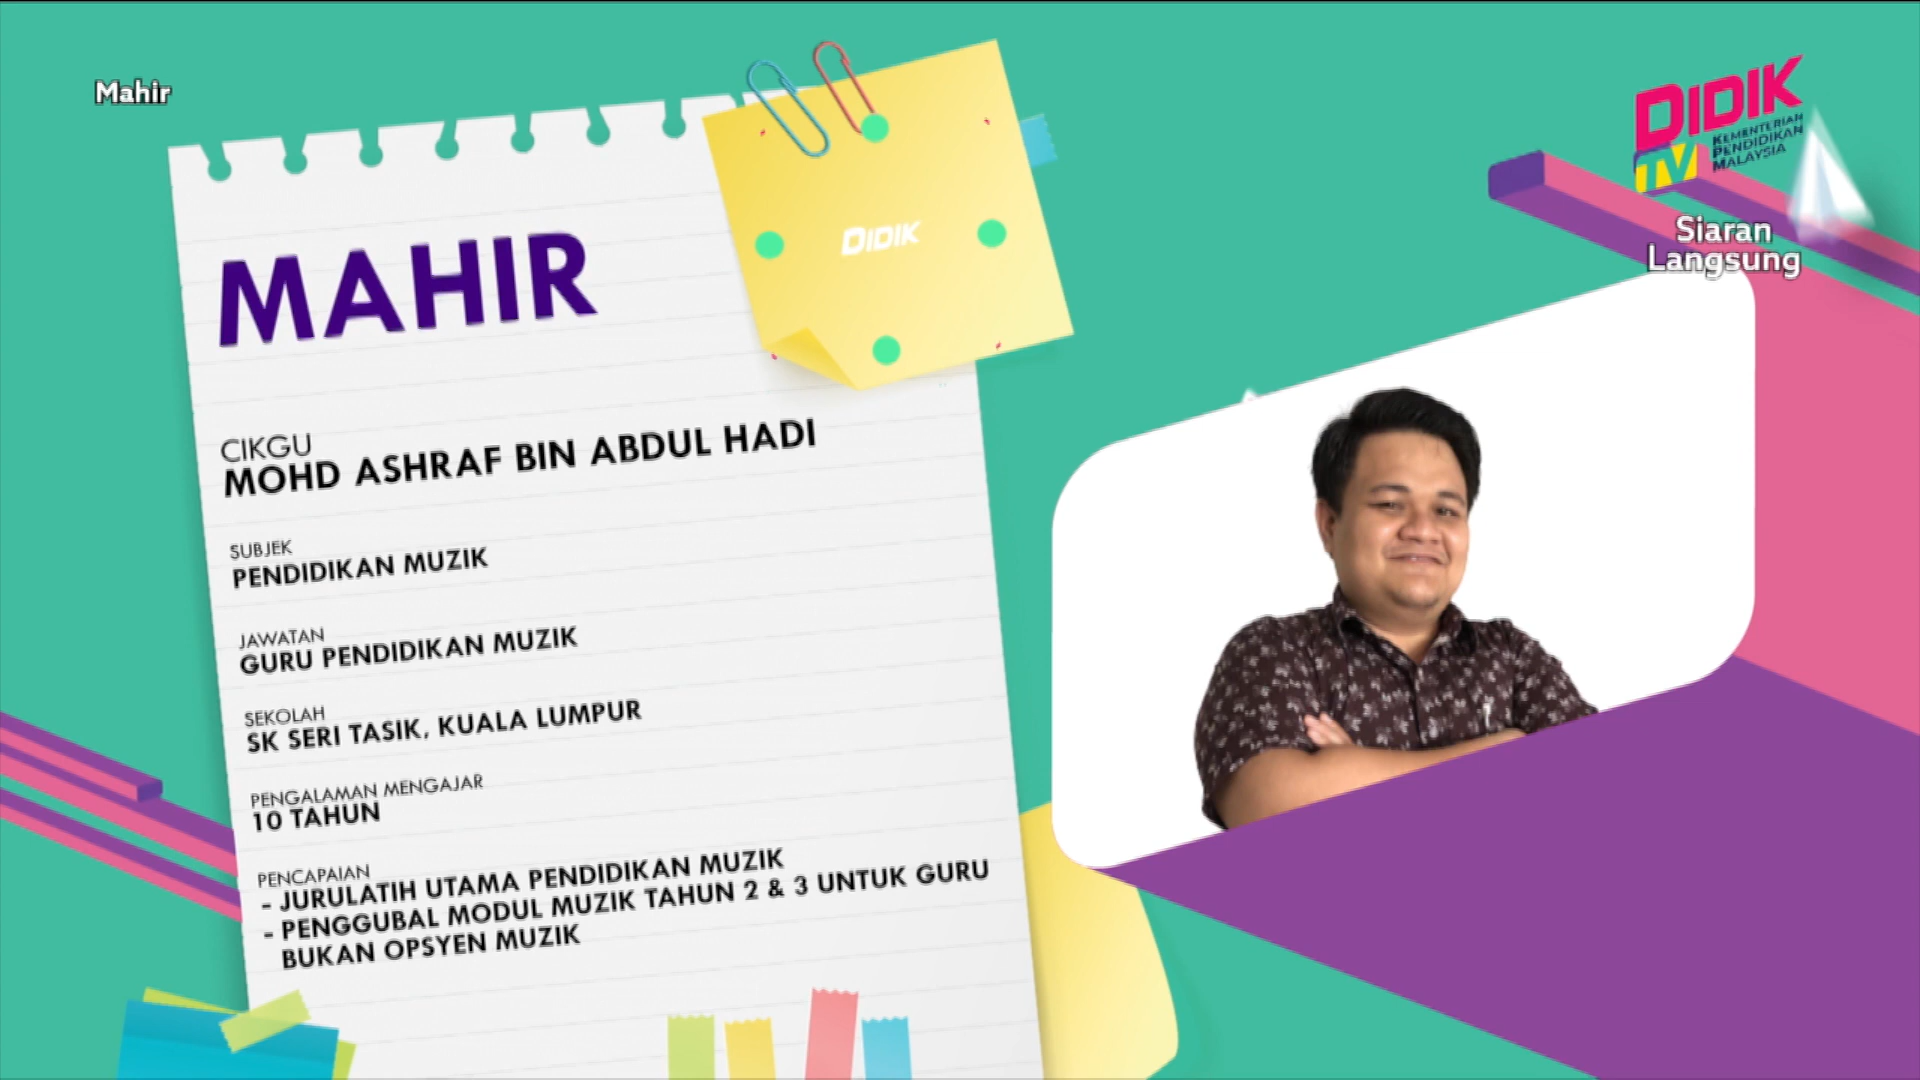 Mahir
DIDIK
TV
KEMENTERIAN
PENDIDIKAN
MALAYSIA
Siaran
Langsung
DIDIK
MAHIR
CIKGU
MOHD ASHRAF BIN ABDUL HADI
SUBJEK
PENDIDIKAN MUZIK
JAWATAN
GURU PENDIDIKAN MUZIK
SEKOLAH
SK SERI TASIK, KUALA LUMPUR
PENGALAMAN MENGAJAR
10 TAHUN
PENCAPAIAN
- JURULATIH UTAMA PENDIDIKAN MUZIK
- PENGGUBAL MODUL MUZIK TAHUN 2 & 3 UNTUK GURU
BUKAN OPSYEN MUZIK